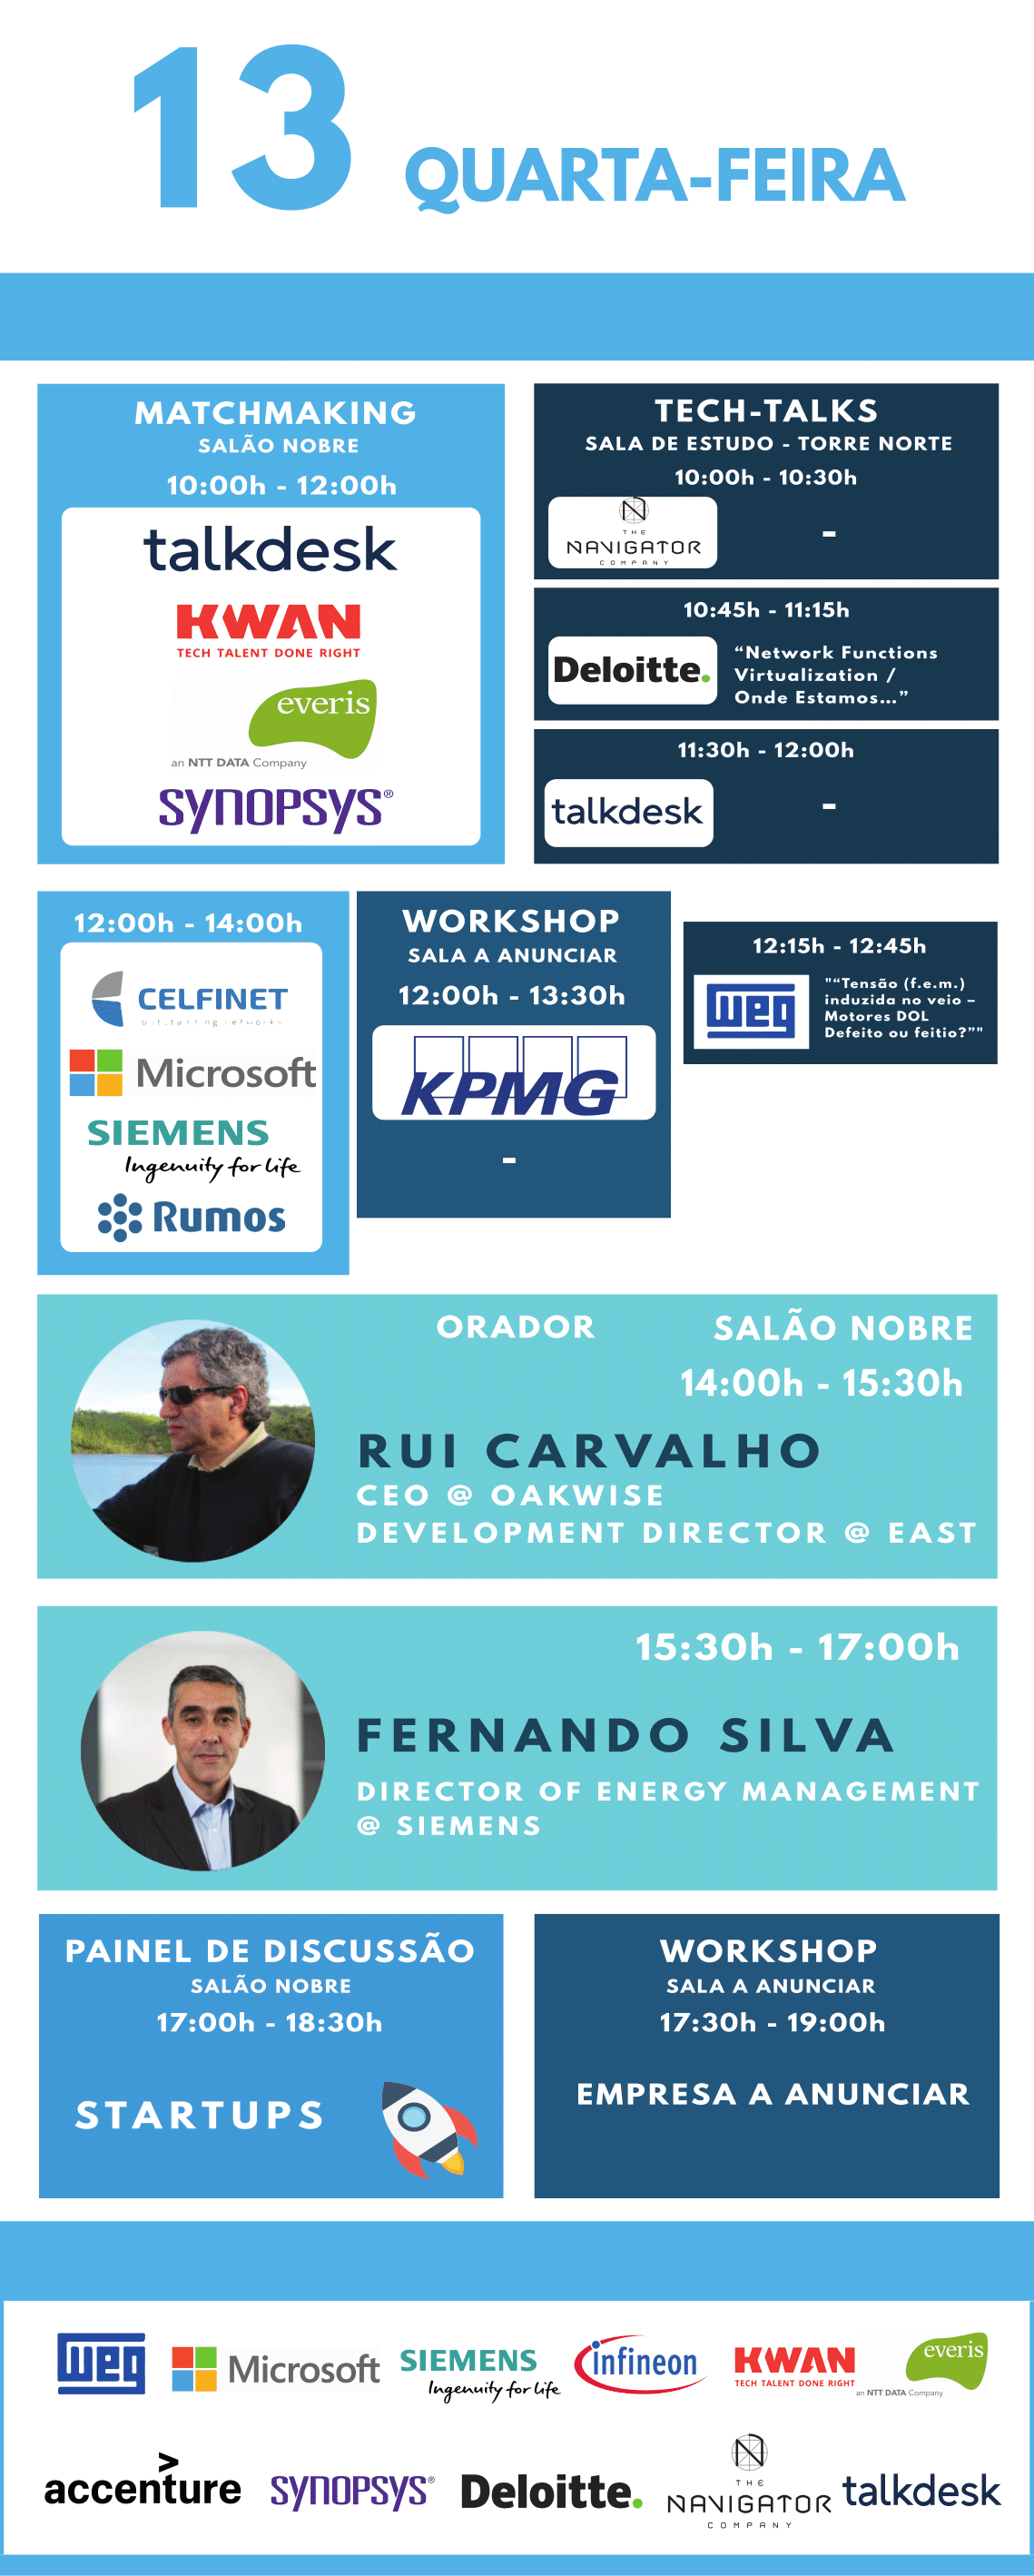 13 QUARTA-FEIRA
MATCHMAKING
SALÃO NOBRE
10:00h - 12:00h
talkdesk
KWAN
TECH TALENT DONE RIGHT
everis
an NTT DATA Company
SYNOPSYS®
TECH-TALKS
SALA DE ESTUDO - TORRE NORTE
10:00h - 10:30h
THE
NAVIGATOR
COMPANY
-
10:45h - 11:15h
Deloitte.
“Network Functions
Virtualization /
Onde Estamos...”
11:30h - 12:00h
talkdesk
-
12:00h - 14:00h
CELFINET
Microsoft
SIEMENS
Ingenuity for life
Rumos
WORKSHOP
SALA A ANUNCIAR
12:00h - 13:30h
KPMG
-
12:15h - 12:45h
weg
"“Tensão (f.e.m.)
induzida no veio –
Motores DOL
Defeito ou feitio?”"
ORADOR
SALÃO NOBRE
14:00h - 15:30h
RUI CARVALHO
CEO @ OAKWISE
DEVELOPMENT DIRECTOR @ EAST
15:30h - 17:00h
FERNANDO SILVA
DIRECTOR OF ENERGY MANAGEMENT
@ SIEMENS
PAINEL DE DISCUSSÃO
SALÃO NOBRE
17:00h - 18:30h
STARTUPS
WORKSHOP
SALA A ANUNCIAR
17:30h - 19:00h
EMPRESA A ANUNCIAR
weg
Microsoft
SIEMENS
Ingenuity for life
infineon
KWAN
TECH TALENT DONE RIGHT
everis
an NTT DATA Company
accenture
SYNOPSYS®
Deloitte.
THE
NAVIGATOR
COMPANY
talkdesk